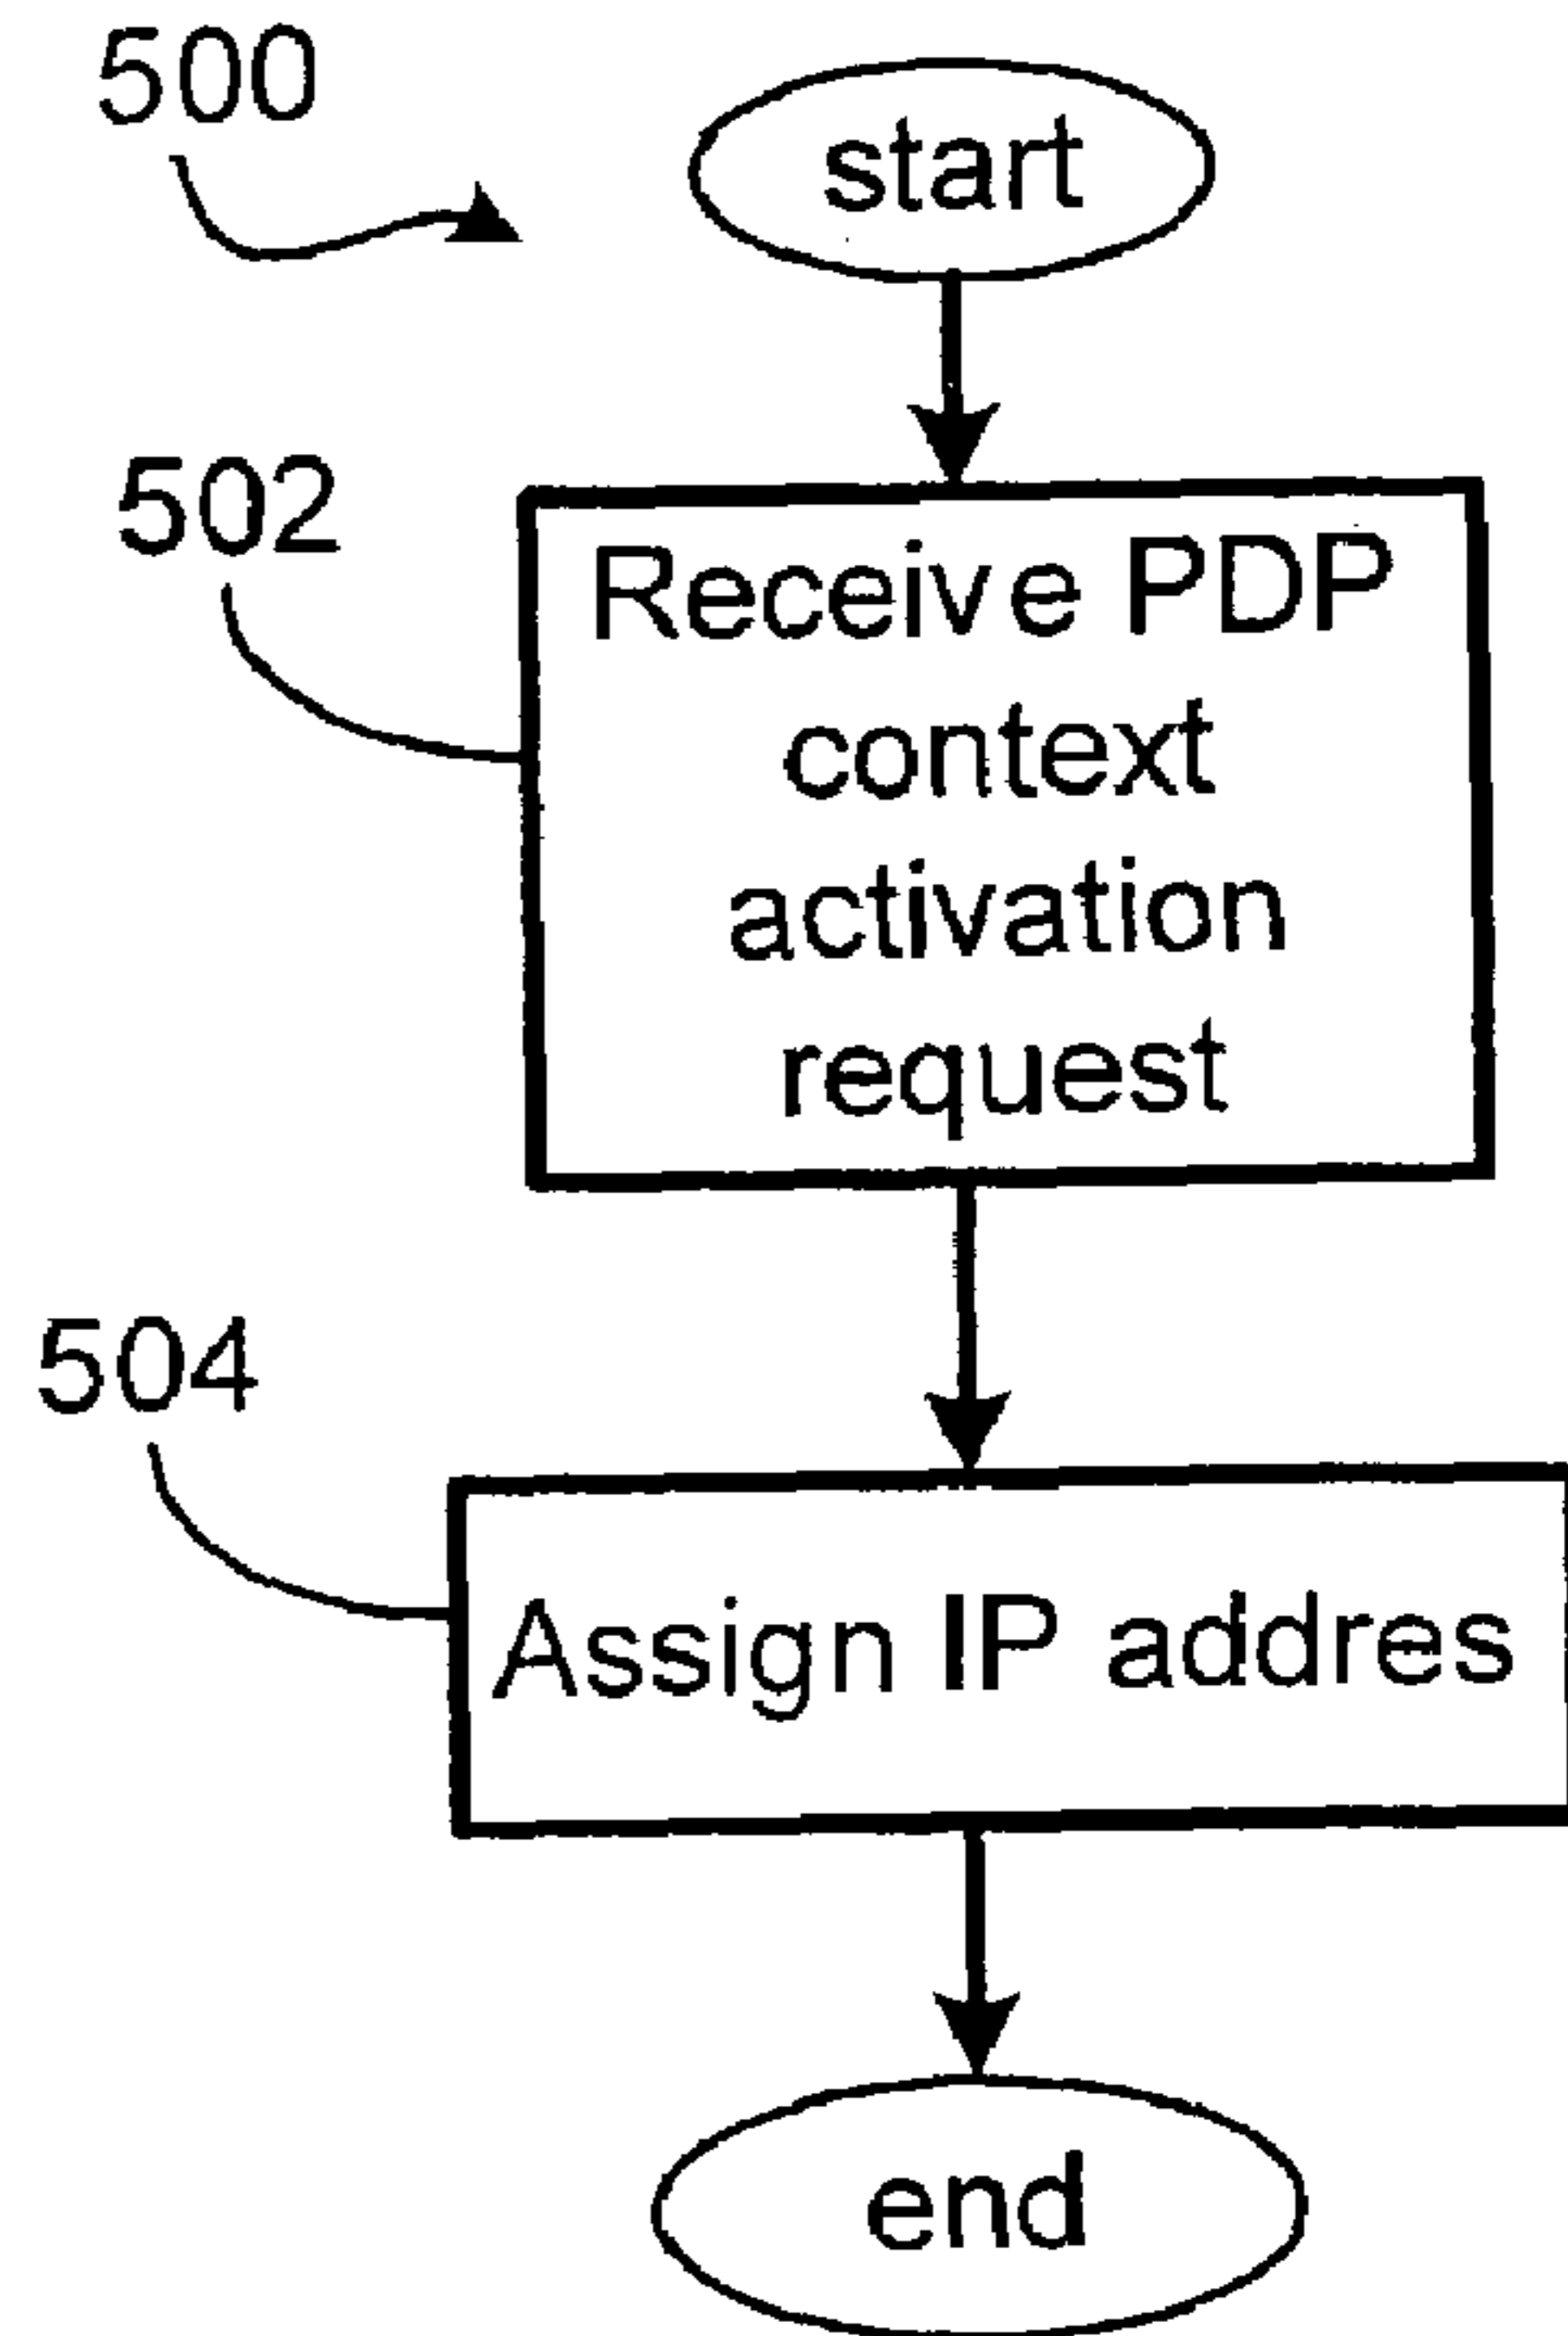 500
start
502
Receive PDP
context
activation
request
504
Assign IP addres
end